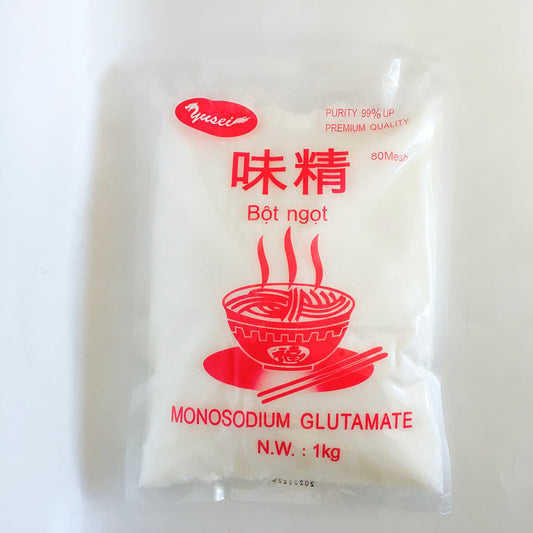 Yusei
PURITY 99% UP
PREMIUM QUALITY
80Mesh
味精
Bột ngọt
MONOSODIUM GLUTAMATE
N.W. : 1kg